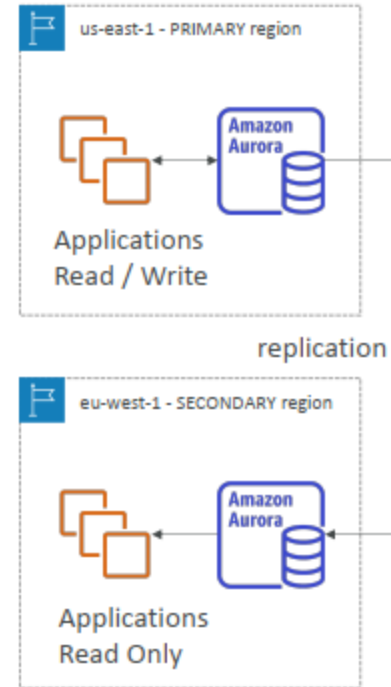 us-east-1 - PRIMARY region
Amazon
Aurora
Applications
Read / Write
replication
eu-west-1 - SECONDARY region
Amazon
Aurora
Applications
Read Only